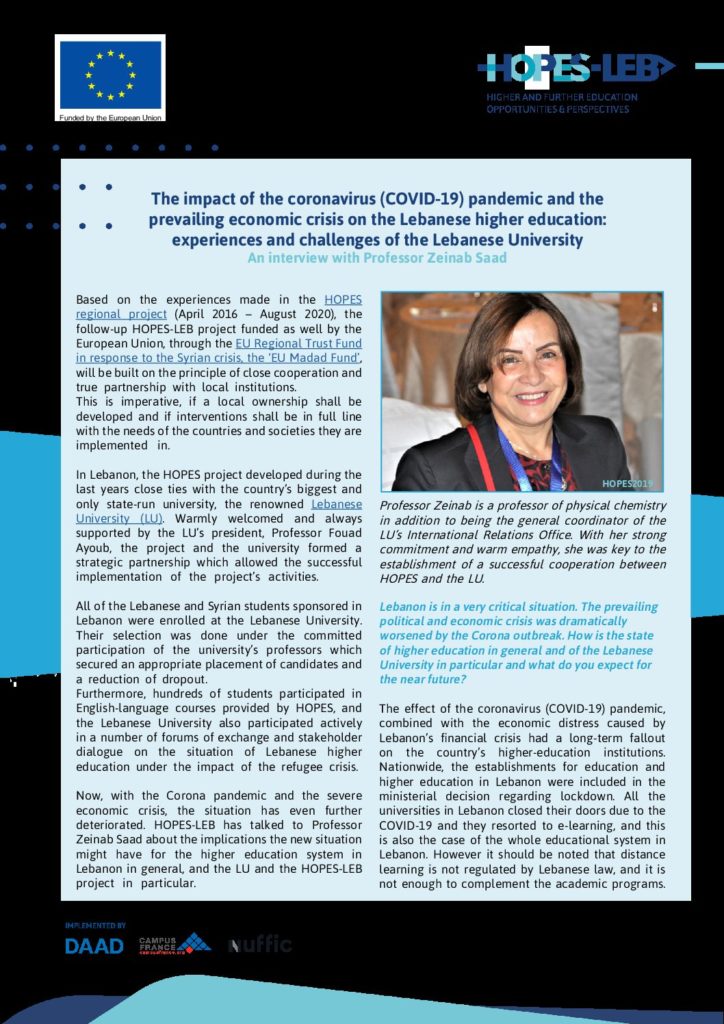 Funded by the European Union
HOPES-LEB
HIGHER AND FURTHER EDUCATION
OPPORTUNITIES & PERSPECTIVES
The impact of the coronavirus (COVID-19) pandemic and the
prevailing economic crisis on the Lebanese higher education:
experiences and challenges of the Lebanese University
An interview with Professor Zeinab Saad
Based on the experiences made in the HOPES
regional project (April 2016 – August 2020), the
follow-up HOPES-LEB project funded as well by the
European Union, through the EU Regional Trust Fund
in response to the Syrian crisis, the 'EU Madad Fund',
will be built on the principle of close cooperation and
true partnership with local institutions.
This is imperative, if a local ownership shall be
developed and if interventions shall be in full line
with the needs of the countries and societies they are
implemented in.
In Lebanon, the HOPES project developed during the
last years close ties with the country's biggest and
only state-run university, the renowned Lebanese
University (LU). Warmly welcomed and always
supported by the LU's president, Professor Fouad
Ayoub, the project and the university formed a
strategic partnership which allowed the successful
implementation of the project's activities.
All of the Lebanese and Syrian students sponsored in
Lebanon were enrolled at the Lebanese University.
Their selection was done under the committed
participation of the university's professors which
secured an appropriate placement of candidates and
a reduction of dropout.
Furthermore, hundreds of students participated in
English-language courses provided by HOPES, and
the Lebanese University also participated actively
in a number of forums of exchange and stakeholder
dialogue on the situation of Lebanese higher
education under the impact of the refugee crisis.
Now, with the Corona pandemic and the severe
economic crisis, the situation has even further
deteriorated. HOPES-LEB has talked to Professor
Zeinab Saad about the implications the new situation
might have for the higher education system in
Lebanon in general, and the LU and the HOPES-LEB
project in particular.
HOPES2019
Professor Zeinab is a professor of physical chemistry
in addition to being the general coordinator of the
LU's International Relations Office. With her strong
commitment and warm empathy, she was key to the
establishment of a successful cooperation between
HOPES and the LU.
Lebanon is in a very critical situation. The prevailing
political and economic crisis was dramatically
worsened by the Corona outbreak. How is the state
of higher education in general and of the Lebanese
University in particular and what do you expect for
the near future?
The effect of the coronavirus (COVID-19) pandemic,
combined with the economic distress caused by
Lebanon's financial crisis had a long-term fallout
on the country's higher-education institutions.
Nationwide, the establishments for education and
higher education in Lebanon were included in the
ministerial decision regarding lockdown. All the
universities in Lebanon closed their doors due to the
COVID-19 and they resorted to e-learning, and this
is also the case of the whole educational system in
Lebanon. However it should be noted that distance
learning is not regulated by Lebanese law, and it is
not enough to complement the academic programs.
IMPLEMENTED BY
DAAD
CAMPUS
FRANCE
campusfrance.org
nuffic